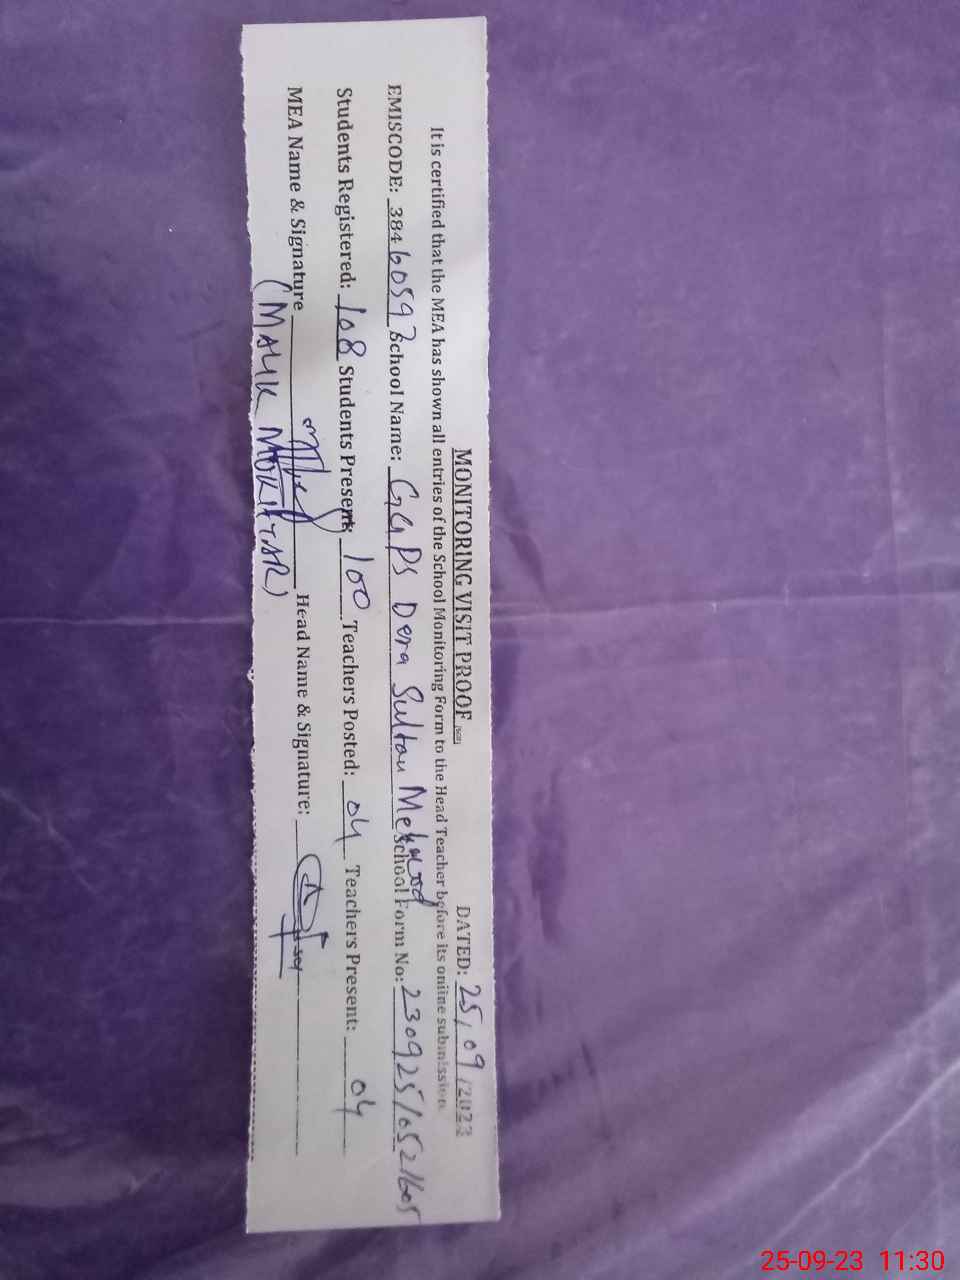 MONITORING VISIT PROOF DATED: 25/09/2023
It is certified that the MEA has shown all entries of the School Monitoring Form to the Head Teacher before its online submission.
EMISCODE: 38460597 School Name: GGPS Dera Sultan Mehmood School Form No: 230925/0521605
Students Registered: 108 Students Present: 100 Teachers Posted: 04 Teachers Present: 04
MEA Name & Signature Head Name & Signature:
(MALIK MOKHTAR)
25-09-23 11:30